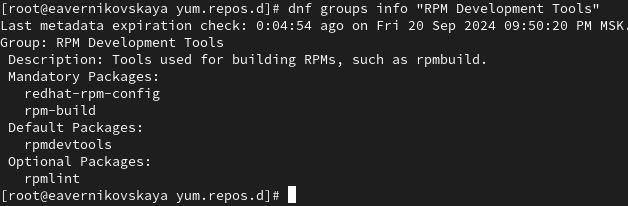 [root@eavernikovskaya yum.repos.d]# dnf groups info "RPM Development Tools"
Last metadata expiration check: 0:04:54 ago on Fri 20 Sep 2024 09:50:20 PM MSK.
Group: RPM Development Tools
 Description: Tools used for building RPMs, such as rpmbuild.
 Mandatory Packages:
   redhat-rpm-config
   rpm-build
 Default Packages:
   rpmdevtools
 Optional Packages:
   rpmlint
[root@eavernikovskaya yum.repos.d]#